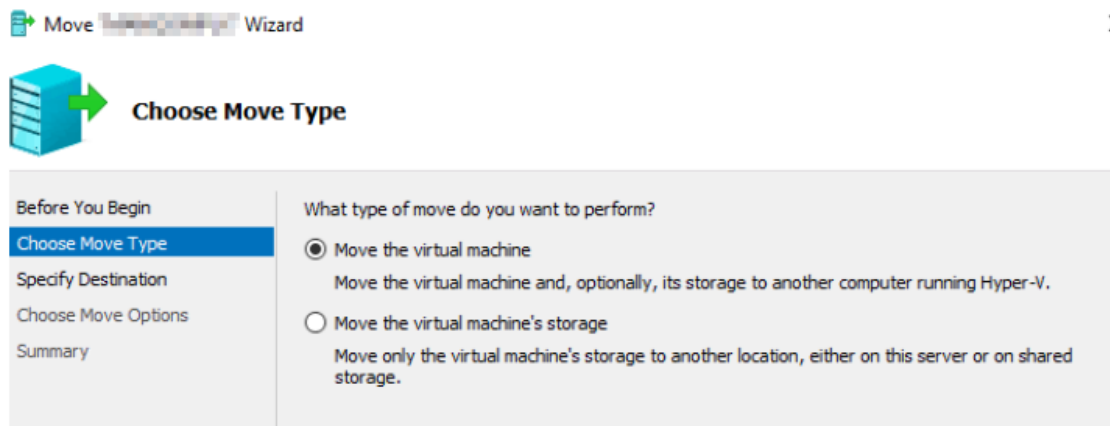 Move Wizard
Choose Move Type
Before You Begin
Choose Move Type
Specify Destination
Choose Move Options
Summary
What type of move do you want to perform?
Move the virtual machine
Move the virtual machine and, optionally, its storage to another computer running Hyper-V.
Move the virtual machine's storage
Move only the virtual machine's storage to another location, either on this server or on shared
storage.